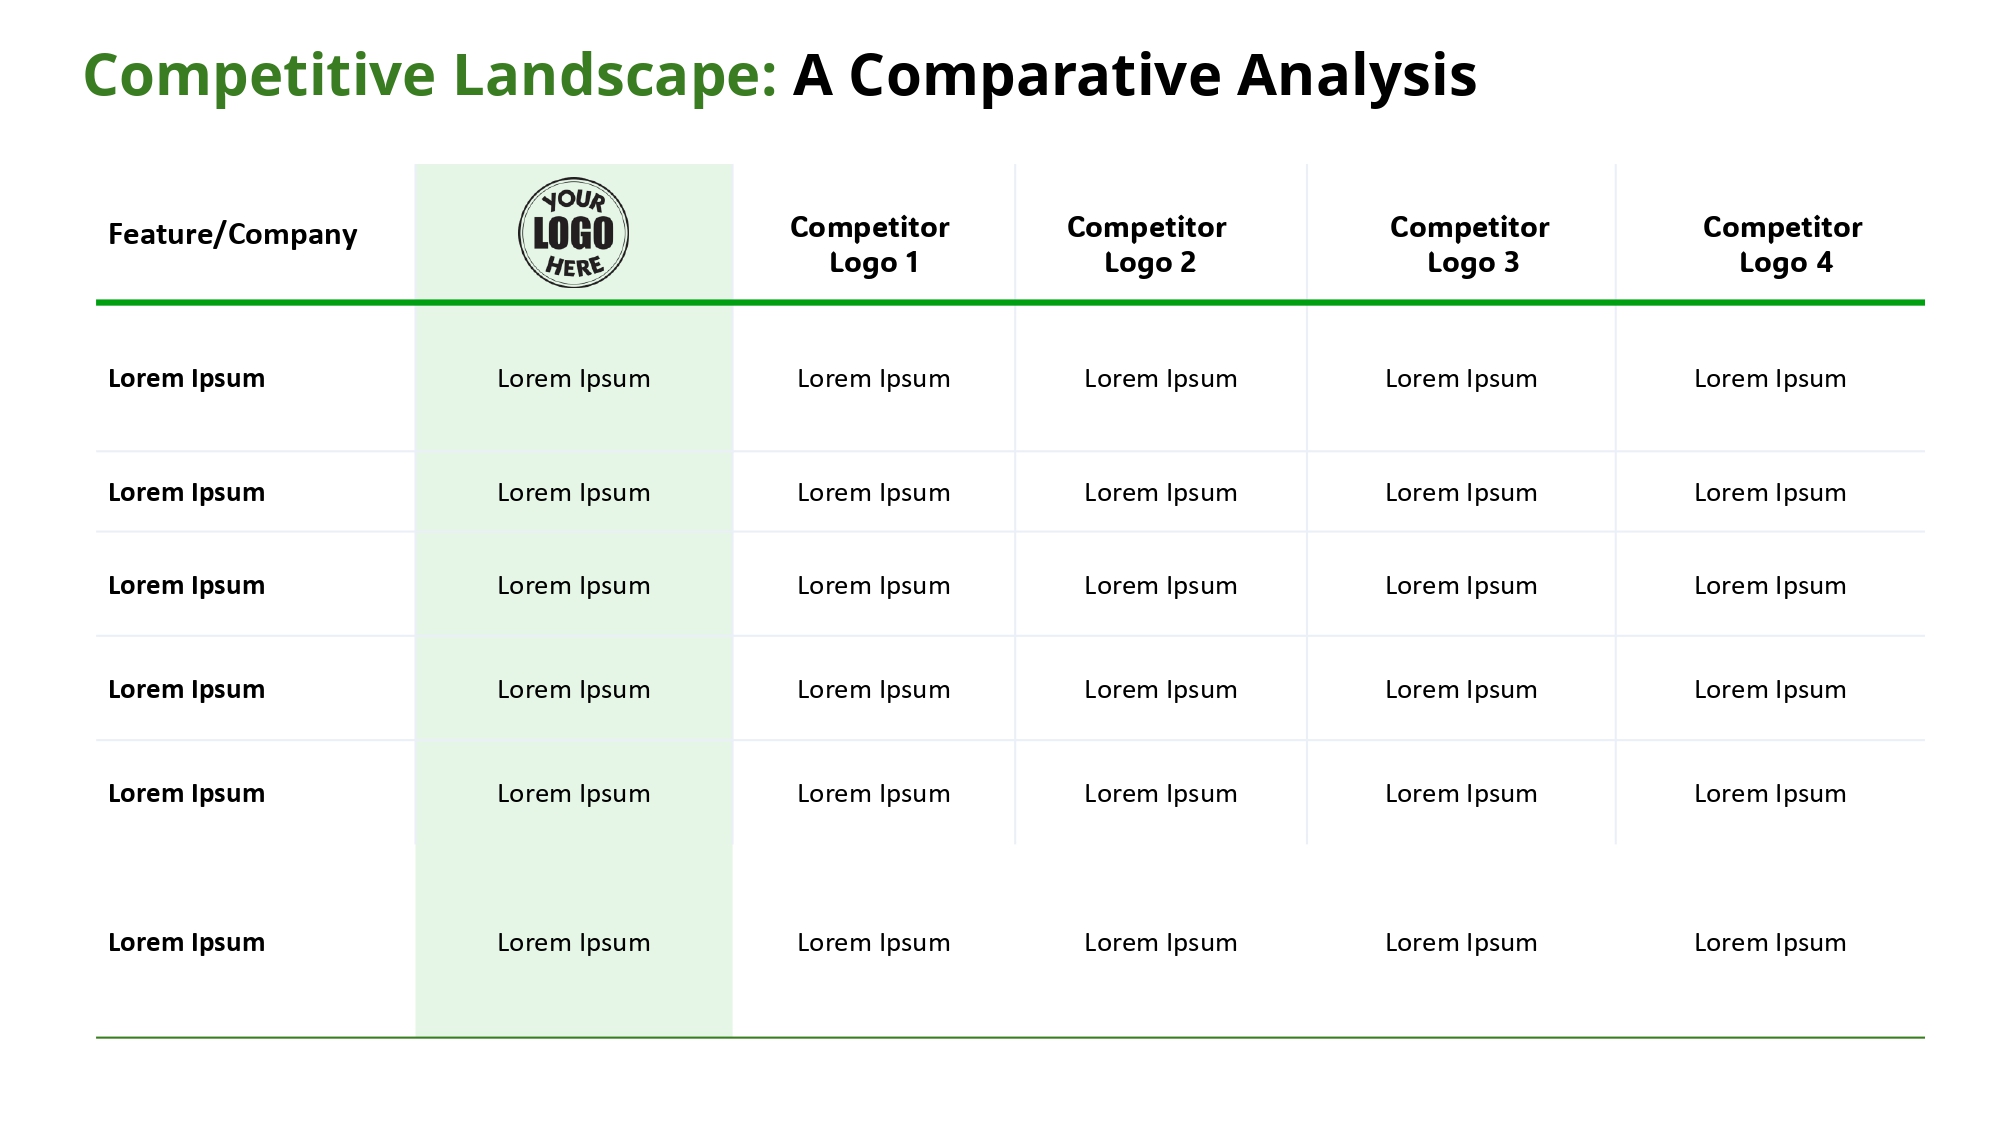 Competitive Landscape: A Comparative Analysis
Feature/Company
YOUR
LOGO
HERE
Competitor
Logo 1
Competitor
Logo 2
Competitor
Logo 3
Competitor
Logo 4
Lorem Ipsum Lorem Ipsum Lorem Ipsum Lorem Ipsum Lorem Ipsum Lorem Ipsum
Lorem Ipsum Lorem Ipsum Lorem Ipsum Lorem Ipsum Lorem Ipsum Lorem Ipsum
Lorem Ipsum Lorem Ipsum Lorem Ipsum Lorem Ipsum Lorem Ipsum Lorem Ipsum
Lorem Ipsum Lorem Ipsum Lorem Ipsum Lorem Ipsum Lorem Ipsum Lorem Ipsum
Lorem Ipsum Lorem Ipsum Lorem Ipsum Lorem Ipsum Lorem Ipsum Lorem Ipsum
Lorem Ipsum Lorem Ipsum Lorem Ipsum Lorem Ipsum Lorem Ipsum Lorem Ipsum